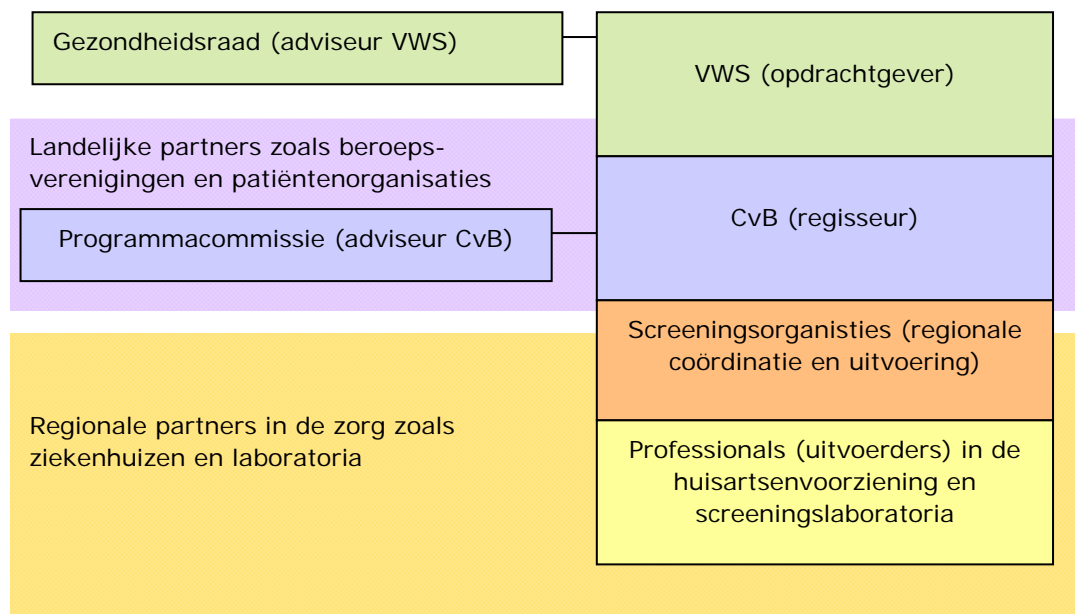 Gezondheidsraad (adviseur VWS)
VWS (opdrachtgever)
Landelijke partners zoals beroeps-
verenigingen en patiëntenorganisaties
Programmacommissie (adviseur CvB)
CvB (regisseur)
Screeningsorganisties (regionale
coördinatie en uitvoering)
Regionale partners in de zorg zoals
ziekenhuizen en laboratoria
Professionals (uitvoerders) in de
huisartsenvoorziening en
screeningslaboratoria